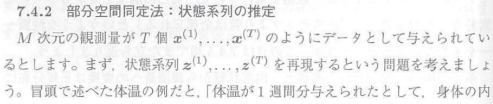 7.4.2 部分空間同定法：状態系列の推定
M 次元の観測量が T 個 x^(1),...,x^(T) のようにデータとして与えられてい
るとします。まず，状態系列 z^(1),...,z^(T) を再現するという問題を考えましょ
う。冒頭で述べた体温の例だと，「体温が 1 週間分与えられたとして，身体の内